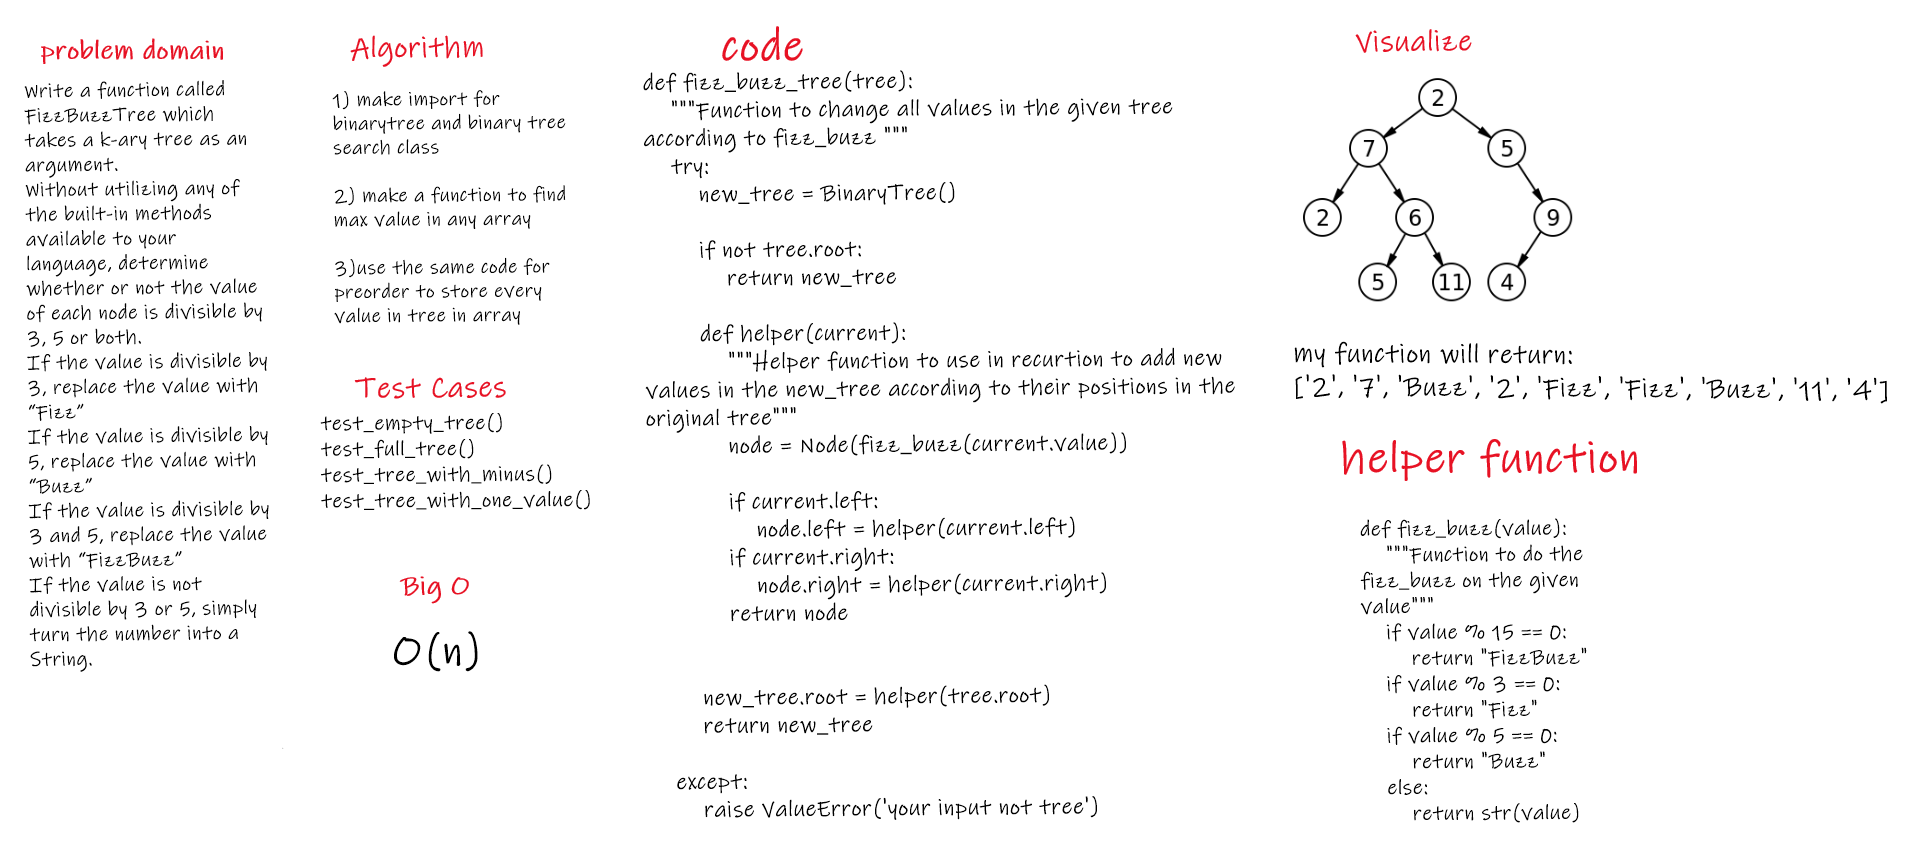 problem domain
Write a function called
FizzBuzzTree which
takes a k-ary tree as an
argument.
Without utilizing any of
the built-in methods
available to your
language, determine
whether or not the value
of each node is divisible by
3, 5 or both.
If the value is divisible by
3, replace the value with
“Fizz”
If the value is divisible by
5, replace the value with
“Buzz”
If the value is divisible by
3 and 5, replace the value
with “FizzBuzz”
If the value is not
divisible by 3 or 5, simply
turn the number into a
String.
Algorithm
1) make import for
binarytree and binary tree
search class
2) make a function to find
max value in any array
3)use the same code for
preorder to store every
value in tree in array
Test Cases
test_empty_tree()
test_full_tree()
test_tree_with_minus()
test_tree_with_one_value()
Big O
O(n)
code
def fizz_buzz_tree(tree):
"""Function to change all values in the given tree
according to fizz_buzz """
try:
new_tree = BinaryTree()
if not tree.root:
return new_tree
def helper(current):
"""Helper function to use in recurtion to add new
values in the new_tree according to their positions in the
original tree"""
node = Node(fizz_buzz(current.value))
if current.left:
node.left = helper(current.left)
if current.right:
node.right = helper(current.right)
return node
new_tree.root = helper(tree.root)
return new_tree
except:
raise ValueError('your input not tree')
Visualize
2
7 5
2 6 9
5 11 4
my function will return:
['2', '7', 'Buzz', '2', 'Fizz', 'Fizz', 'Buzz', '11', '4']
helper function
def fizz_buzz(value):
"""Function to do the
fizz_buzz on the given
value"""
if value % 15 == 0:
return "FizzBuzz"
if value % 3 == 0:
return "Fizz"
if value % 5 == 0:
return "Buzz"
else:
return str(value)